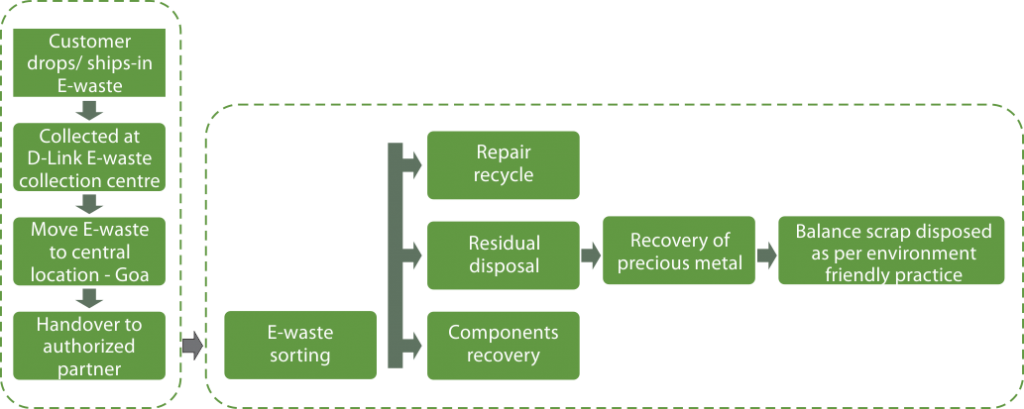 Customer
drops/ ships-in
E-waste
Collected at
D-Link E-waste
collection centre
Move E-waste
to central
location - Goa
Handover to
authorized
partner
E-waste
sorting
Repair
recycle
Residual
disposal
Components
recovery
Recovery of
precious metal
Balance scrap disposed
as per environment
friendly practice